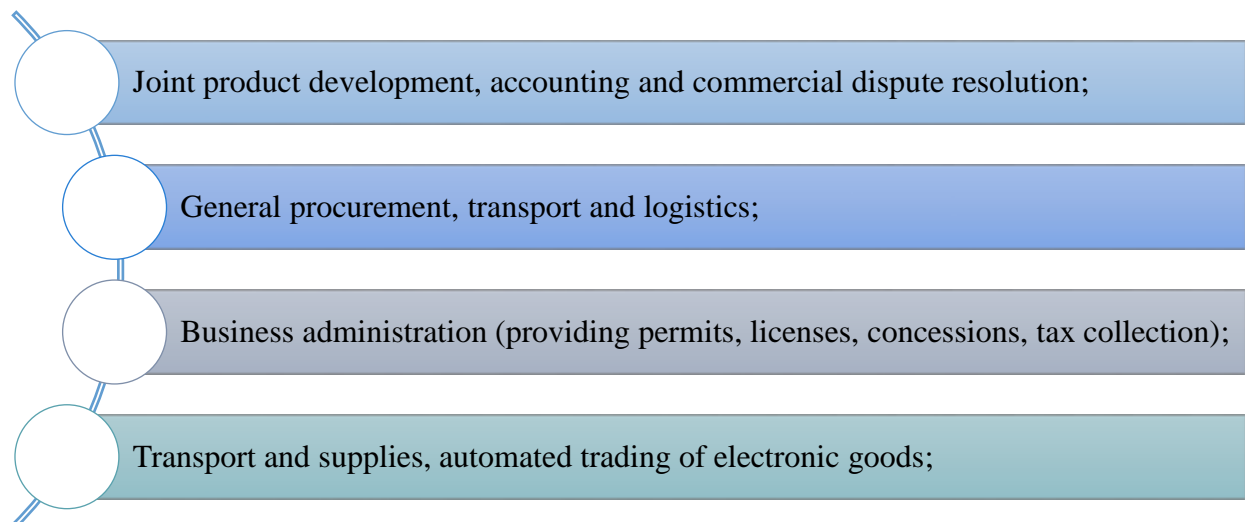 Joint product development, accounting and commercial dispute resolution;
General procurement, transport and logistics;
Business administration (providing permits, licenses, concessions, tax collection);
Transport and supplies, automated trading of electronic goods;